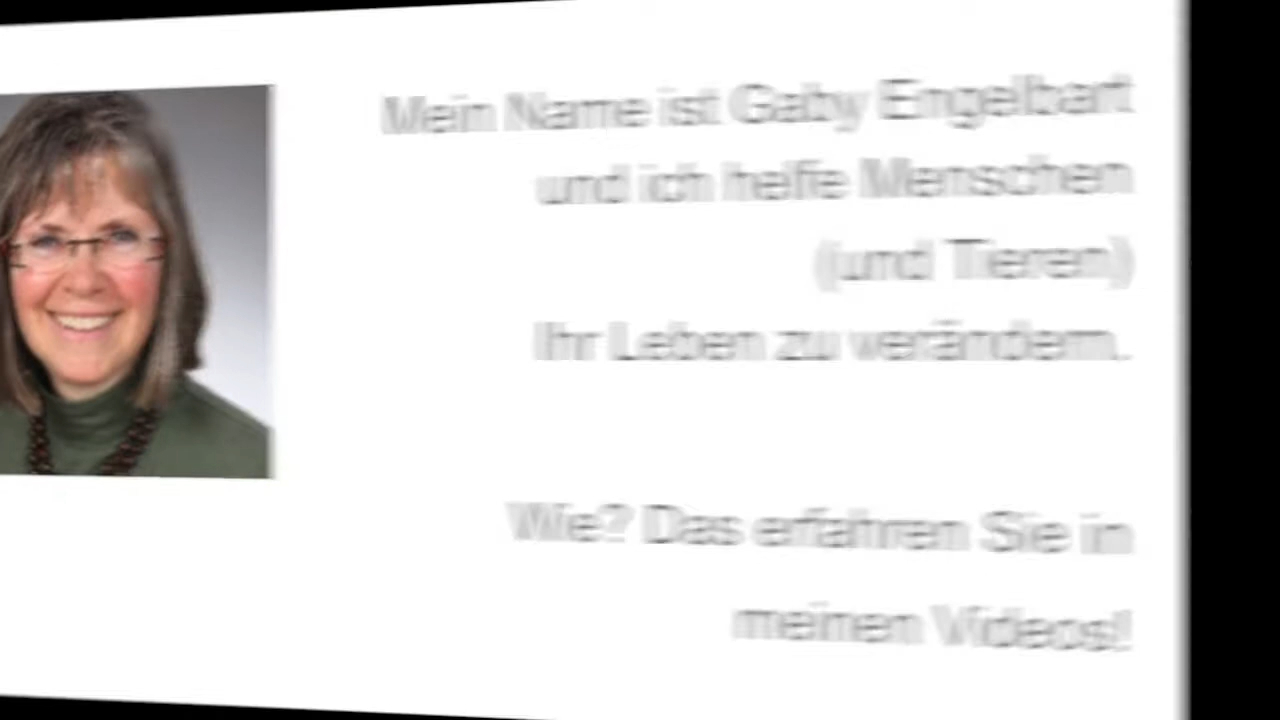 Mein Name ist Gaby Engelbart
und ich helfe Menschen
(und Tieren)
Ihr Leben zu verändern.
Wie? Das erfahren Sie in
meinen Videos!